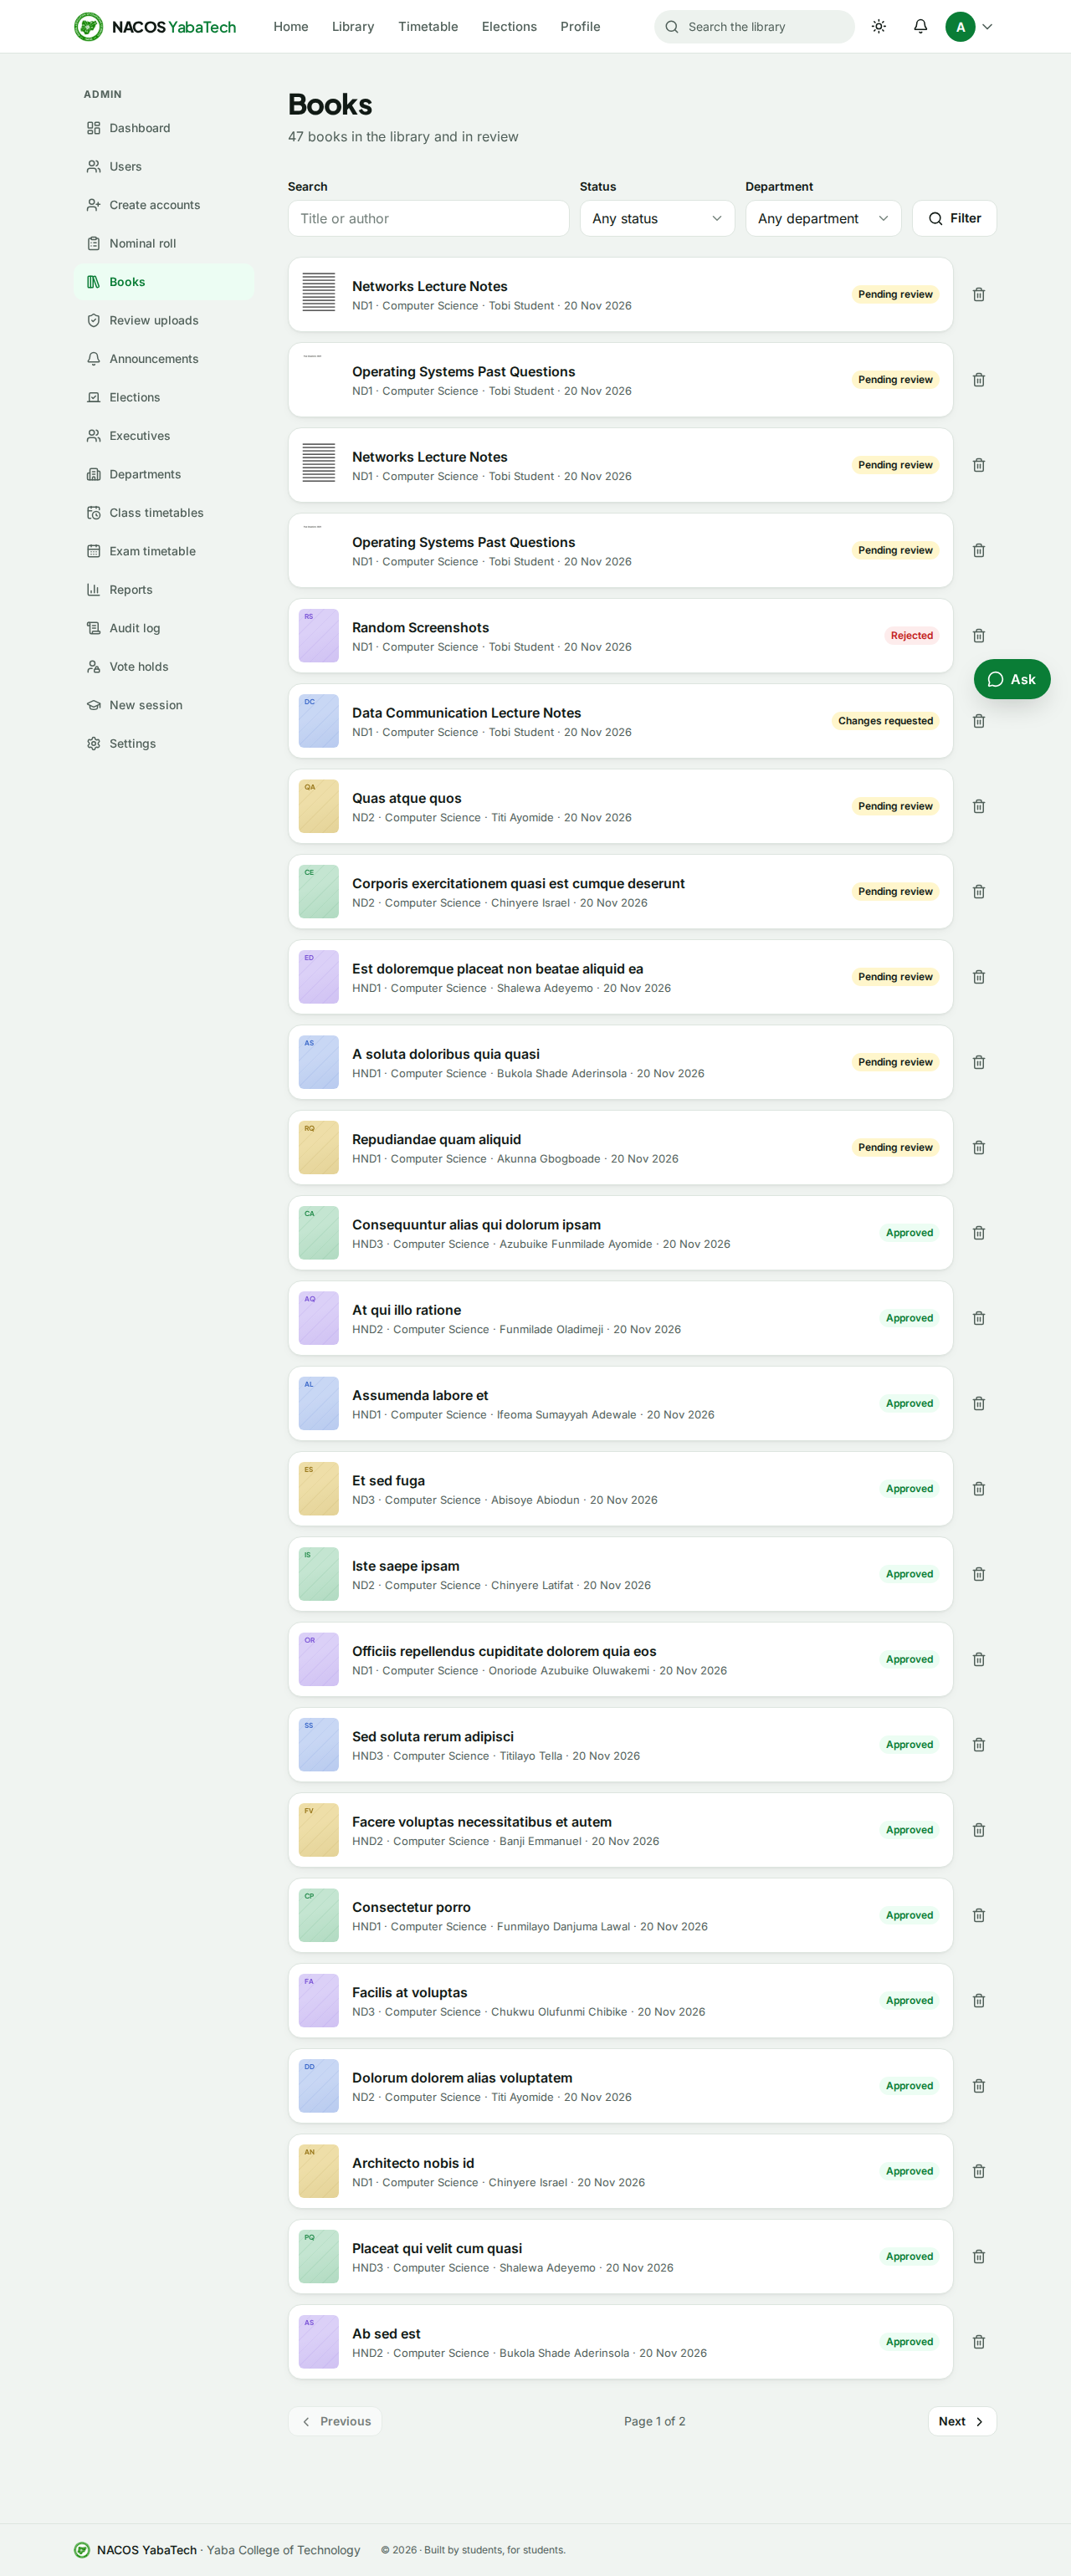 NACOS YabaTech
Home
Library
Timetable
Elections
Profile
Search the library
A
ADMIN
Dashboard
Users
Create accounts
Nominal roll
Books
Review uploads
Announcements
Elections
Executives
Departments
Class timetables
Exam timetable
Reports
Audit log
Vote holds
New session
Settings
Books
47 books in the library and in review
Search
Status
Department
Title or author
Any status
Any department
Filter
Networks Lecture Notes
ND1 · Computer Science · Tobi Student · 20 Nov 2026
Pending review
Operating Systems Past Questions
ND1 · Computer Science · Tobi Student · 20 Nov 2026
Pending review
Networks Lecture Notes
ND1 · Computer Science · Tobi Student · 20 Nov 2026
Pending review
Operating Systems Past Questions
ND1 · Computer Science · Tobi Student · 20 Nov 2026
Pending review
RS
Random Screenshots
ND1 · Computer Science · Tobi Student · 20 Nov 2026
Rejected
Ask
DC
Data Communication Lecture Notes
ND1 · Computer Science · Tobi Student · 20 Nov 2026
Changes requested
QA
Quas atque quos
ND2 · Computer Science · Titi Ayomide · 20 Nov 2026
Pending review
CE
Corporis exercitationem quasi est cumque deserunt
ND2 · Computer Science · Chinyere Israel · 20 Nov 2026
Pending review
ED
Est doloremque placeat non beatae aliquid ea
HND1 · Computer Science · Shalewa Adeyemo · 20 Nov 2026
Pending review
AS
A soluta doloribus quia quasi
HND1 · Computer Science · Bukola Shade Aderinsola · 20 Nov 2026
Pending review
RQ
Repudiandae quam aliquid
HND1 · Computer Science · Akunna Gbogboade · 20 Nov 2026
Pending review
CA
Consequuntur alias qui dolorum ipsam
HND3 · Computer Science · Azubuike Funmilade Ayomide · 20 Nov 2026
Approved
AQ
At qui illo ratione
HND2 · Computer Science · Funmilade Oladimeji · 20 Nov 2026
Approved
AL
Assumenda labore et
HND1 · Computer Science · Ifeoma Sumayyah Adewale · 20 Nov 2026
Approved
ES
Et sed fuga
ND3 · Computer Science · Abisoye Abiodun · 20 Nov 2026
Approved
IS
Iste saepe ipsam
ND2 · Computer Science · Chinyere Latifat · 20 Nov 2026
Approved
OR
Officiis repellendus cupiditate dolorem quia eos
ND1 · Computer Science · Onoriode Azubuike Oluwakemi · 20 Nov 2026
Approved
SS
Sed soluta rerum adipisci
HND3 · Computer Science · Titilayo Tella · 20 Nov 2026
Approved
FV
Facere voluptas necessitatibus et autem
HND2 · Computer Science · Banji Emmanuel · 20 Nov 2026
Approved
CP
Consectetur porro
HND1 · Computer Science · Funmilayo Danjuma Lawal · 20 Nov 2026
Approved
FA
Facilis at voluptas
ND3 · Computer Science · Chukwu Olufunmi Chibike · 20 Nov 2026
Approved
DD
Dolorum dolorem alias voluptatem
ND2 · Computer Science · Titi Ayomide · 20 Nov 2026
Approved
AN
Architecto nobis id
ND1 · Computer Science · Chinyere Israel · 20 Nov 2026
Approved
PQ
Placeat qui velit cum quasi
HND3 · Computer Science · Shalewa Adeyemo · 20 Nov 2026
Approved
AS
Ab sed est
HND2 · Computer Science · Bukola Shade Aderinsola · 20 Nov 2026
Approved
Previous
Page 1 of 2
Next
NACOS YabaTech · Yaba College of Technology
© 2026 · Built by students, for students.